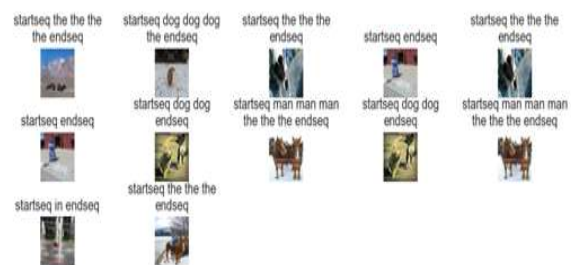 startseq the the the
the endseq
startseq dog dog dog
the endseq
startseq the the the
endseq
startseq endseq
startseq the the the
endseq
startseq endseq
startseq dog dog
endseq
startseq man man man
the the the endseq
startseq dog dog
endseq
startseq man man man
the the the endseq
startseq in endseq
startseq the the the
endseq